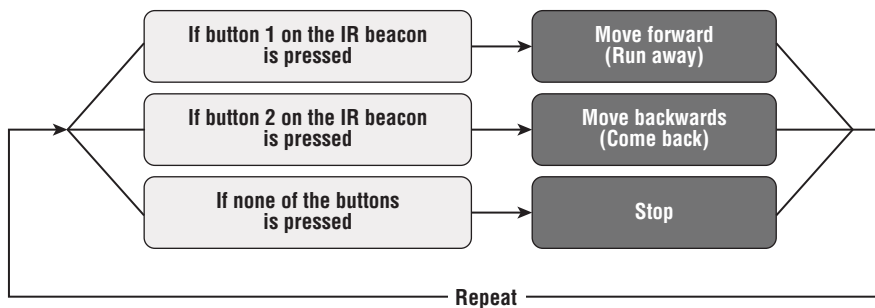 If button 1 on the IR beacon
is pressed
Move forward
(Run away)
If button 2 on the IR beacon
is pressed
Move backwards
(Come back)
If none of the buttons
is pressed
Stop
Repeat